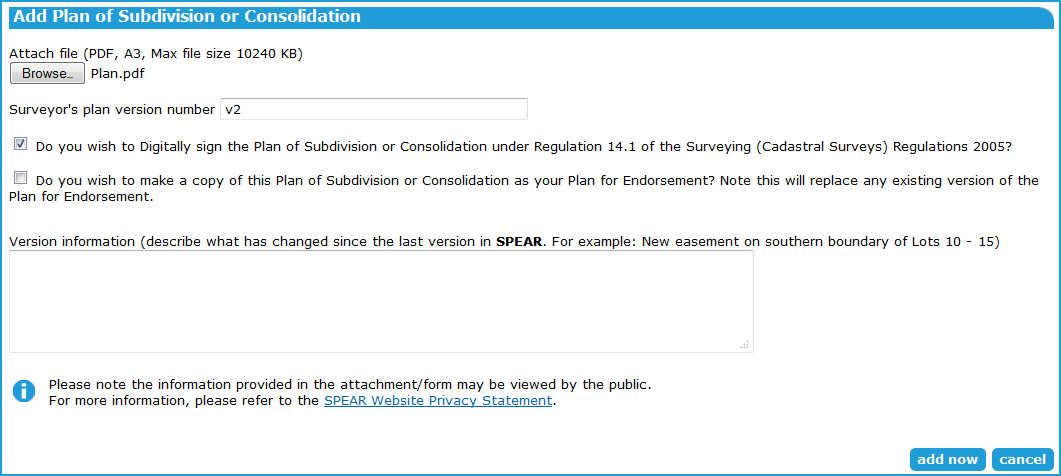 Add Plan of Subdivision or Consolidation
Attach file (PDF, A3, Max file size 10240 KB)
Browse... Plan.pdf
Surveyor's plan version number v2
Do you wish to Digitally sign the Plan of Subdivision or Consolidation under Regulation 14.1 of the Surveying (Cadastral Surveys) Regulations 2005?
Do you wish to make a copy of this Plan of Subdivision or Consolidation as your Plan for Endorsement? Note this will replace any existing version of the
Plan for Endorsement.
Version information (describe what has changed since the last version in SPEAR. For example: New easement on southern boundary of Lots 10 - 15)
Please note the information provided in the attachment/form may be viewed by the public.
For more information, please refer to the SPEAR Website Privacy Statement.
add now cancel